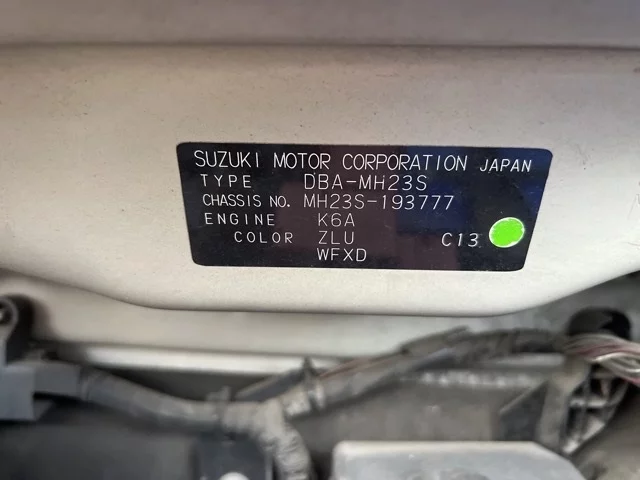 SUZUKI MOTOR CORPORATION JAPAN
TYPE DBA-MH23S
CHASSIS NO. MH23S-193777
ENGINE K6A
COLOR ZLU C13
WFXD